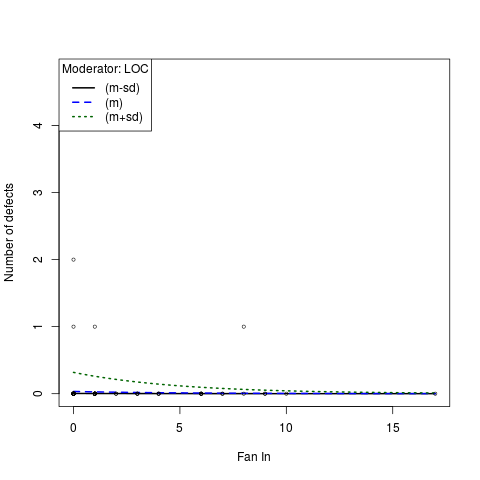 Moderator: LOC
(m-sd)
(m)
(m+sd)
Number of defects
4
3
2
1
0
0 5 10 15
Fan In